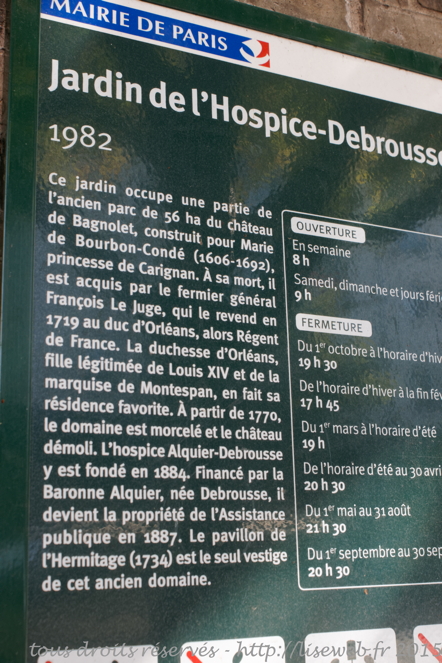 MAIRIE DE PARIS
Jardin de l'Hospice-Debrousse
1982
Ce jardin occupe une partie de
l'ancien parc de 56 ha du château
de Bagnolet, construit pour Marie
de Bourbon-Condé (1606-1692),
princesse de Carignan. À sa mort, il
est acquis par le fermier général
François Le Juge, qui le revend en
1719 au duc d'Orléans, alors Régent
de France. La duchesse d'Orléans,
fille légitimée de Louis XIV et de la
marquise de Montespan, en fait sa
résidence favorite. À partir de 1770,
le domaine est morcelé et le château
démoli. L'hospice Alquier-Debrousse
y est fondé en 1884. Financé par la
Baronne Alquier, née Debrousse, il
devient la propriété de l'Assistance
publique en 1887. Le pavillon de
l'Hermitage (1734) est le seul vestige
de cet ancien domaine.
OUVERTURE
En semaine
8 h
Samedi, dimanche et jours féri
9 h
FERMETURE
Du 1er octobre à l'horaire d'hiv
19 h 30
De l'horaire d'hiver à la fin fév
17 h 45
Du 1er mars à l'horaire d'été
19 h
De l'horaire d'été au 30 avri
20 h 30
Du 1er mai au 31 août
21 h 30
Du 1er septembre au 30 sep
20 h 30
tous droits réservés - http://liseweb.fr 2015